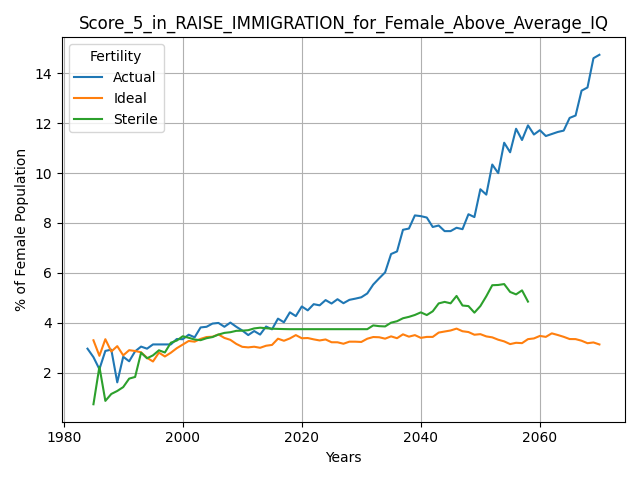 Score_5_in_RAISE_IMMIGRATION_for_Female_Above_Average_IQ
Fertility
Actual
Ideal
Sterile
% of Female Population
14
12
10
8
6
4
2
1980
2000
2020
2040
2060
Years